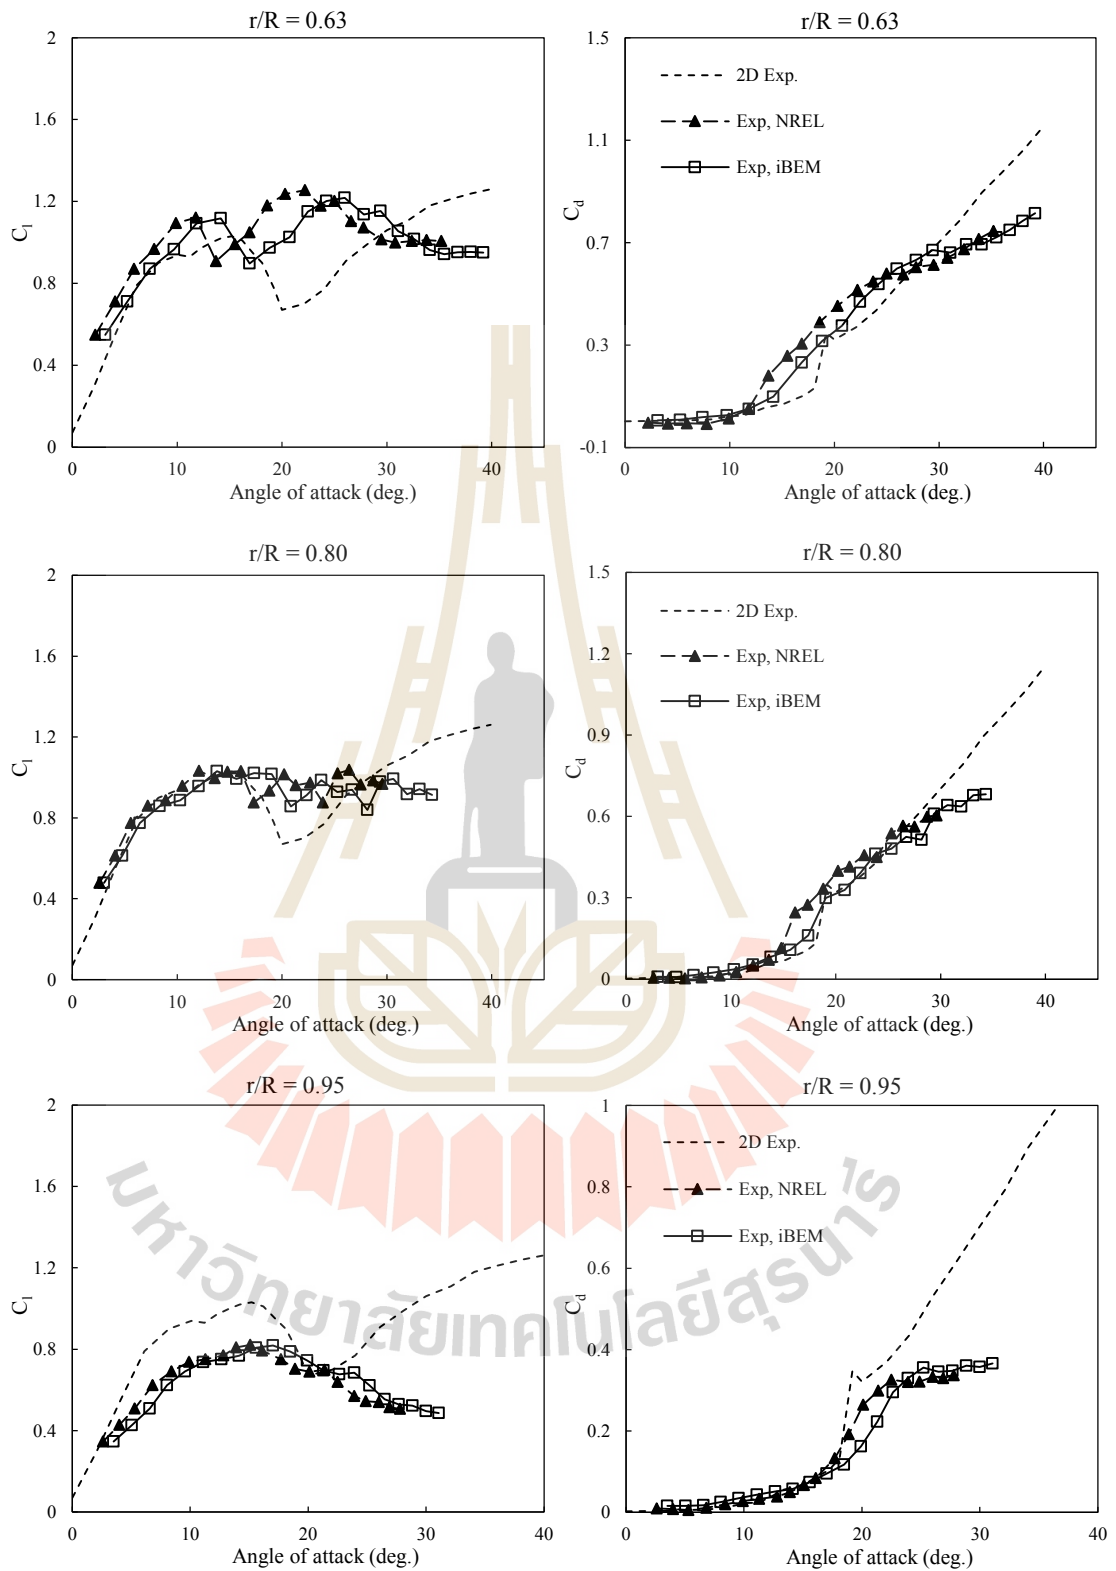 r/R = 0.63
2
1.6
1.2
0.8
0.4
0
C_l
0
10
20
30
40
Angle of attack (deg.)
r/R = 0.63
1.5
1.1
0.7
0.3
-0.1
C_d
2D Exp.
Exp, NREL
Exp, iBEM
0
10
20
30
40
Angle of attack (deg.)
r/R = 0.80
2
1.6
1.2
0.8
0.4
0
C_l
0
10
20
30
40
Angle of attack (deg.)
r/R = 0.80
1.5
1.2
0.9
0.6
0.3
0
C_d
2D Exp.
Exp, NREL
Exp, iBEM
0
10
20
30
40
Angle of attack (deg.)
r/R = 0.95
2
1.6
1.2
0.8
0.4
0
C_l
0
10
20
30
40
Angle of attack (deg.)
r/R = 0.95
1
0.8
0.6
0.4
0.2
0
C_d
2D Exp.
Exp, NREL
Exp, iBEM
0
10
20
30
40
Angle of attack (deg.)
มหาวิทยาลัยเทคโนโลยีสุรนารี